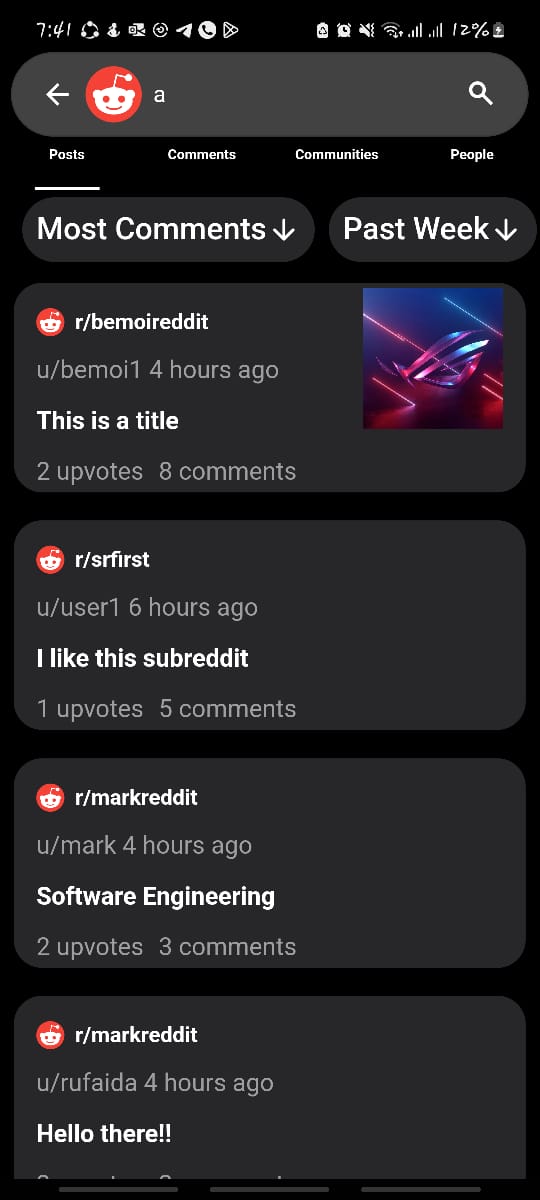 7:41
12%
a
Posts Comments Communities People
Most Comments Past Week
r/bemoireddit
u/bemoi1 4 hours ago
This is a title
2 upvotes 8 comments
r/srfirst
u/user1 6 hours ago
I like this subreddit
1 upvotes 5 comments
r/markreddit
u/mark 4 hours ago
Software Engineering
2 upvotes 3 comments
r/markreddit
u/rufaida 4 hours ago
Hello there!!